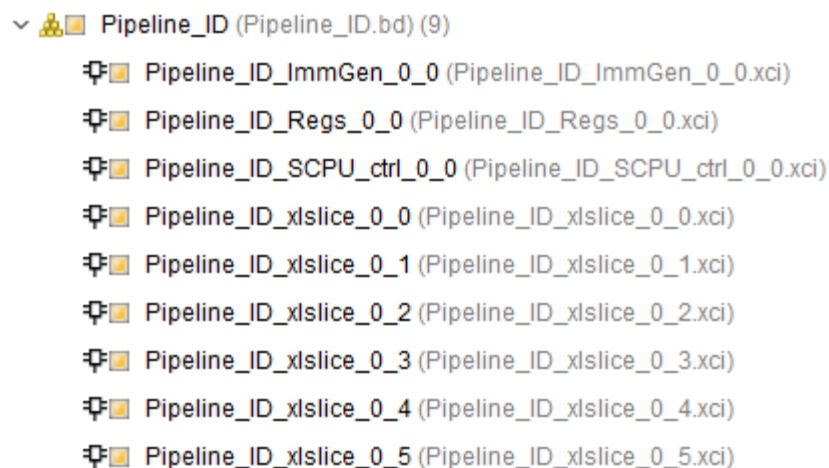 Pipeline_ID (Pipeline_ID.bd) (9)
Pipeline_ID_ImmGen_0_0 (Pipeline_ID_ImmGen_0_0.xci)
Pipeline_ID_Regs_0_0 (Pipeline_ID_Regs_0_0.xci)
Pipeline_ID_SCPU_ctrl_0_0 (Pipeline_ID_SCPU_ctrl_0_0.xci)
Pipeline_ID_xlslice_0_0 (Pipeline_ID_xlslice_0_0.xci)
Pipeline_ID_xlslice_0_1 (Pipeline_ID_xlslice_0_1.xci)
Pipeline_ID_xlslice_0_2 (Pipeline_ID_xlslice_0_2.xci)
Pipeline_ID_xlslice_0_3 (Pipeline_ID_xlslice_0_3.xci)
Pipeline_ID_xlslice_0_4 (Pipeline_ID_xlslice_0_4.xci)
Pipeline_ID_xlslice_0_5 (Pipeline_ID_xlslice_0_5.xci)